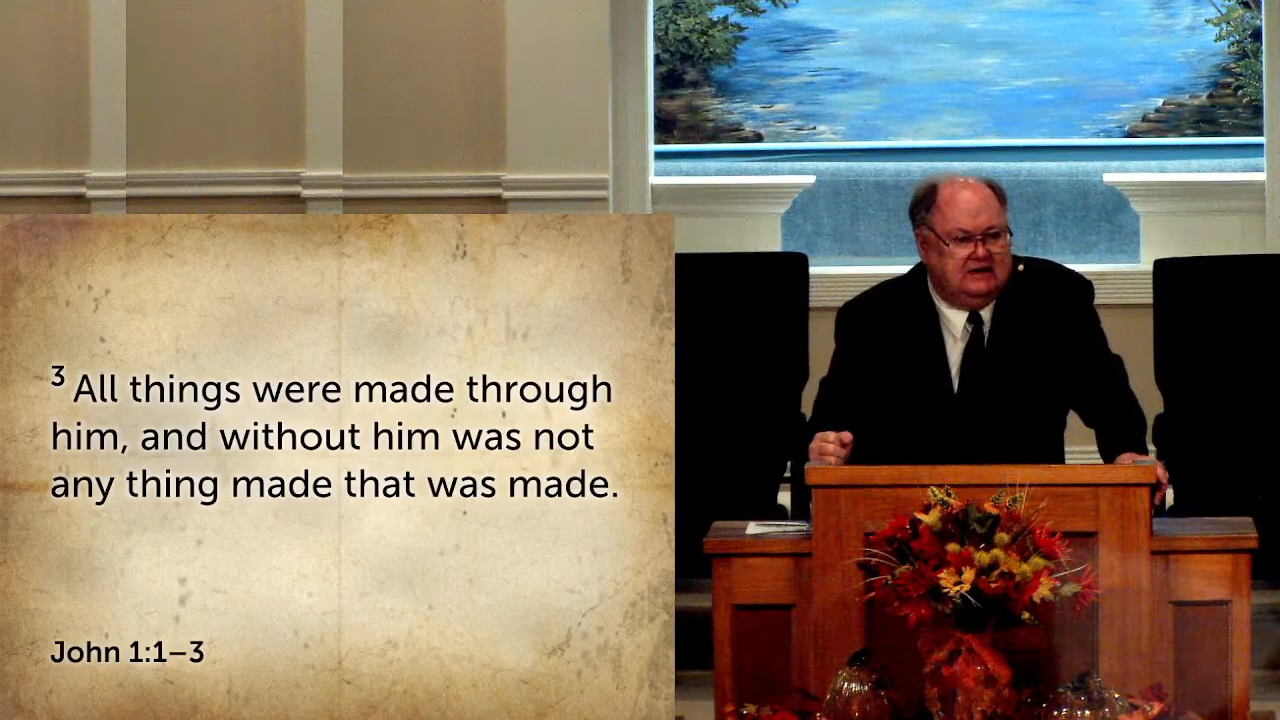 3 All things were made through
him, and without him was not
any thing made that was made.
John 1:1–3